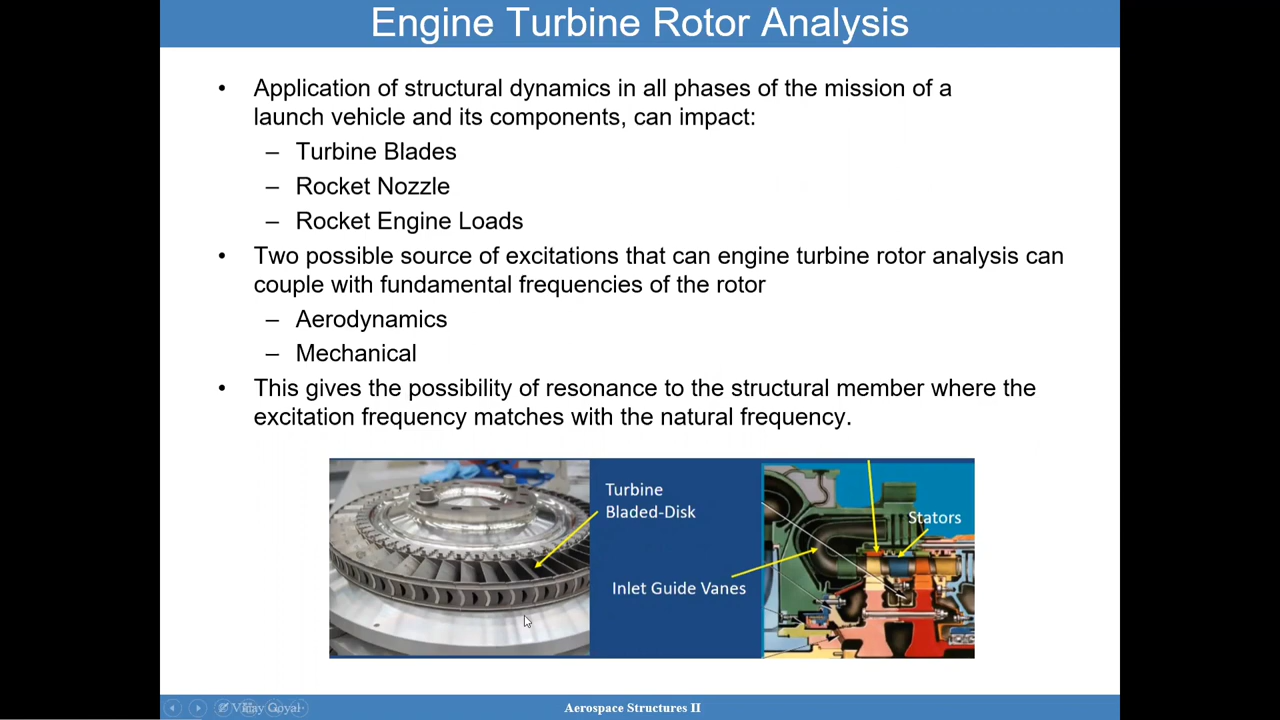 Engine Turbine Rotor Analysis
• Application of structural dynamics in all phases of the mission of a
launch vehicle and its components, can impact:
– Turbine Blades
– Rocket Nozzle
– Rocket Engine Loads
• Two possible source of excitations that can engine turbine rotor analysis can
couple with fundamental frequencies of the rotor
– Aerodynamics
– Mechanical
• This gives the possibility of resonance to the structural member where the
excitation frequency matches with the natural frequency.
Turbine
Bladed-Disk
Stators
Inlet Guide Vanes
Vijay Goyal
Aerospace Structures II